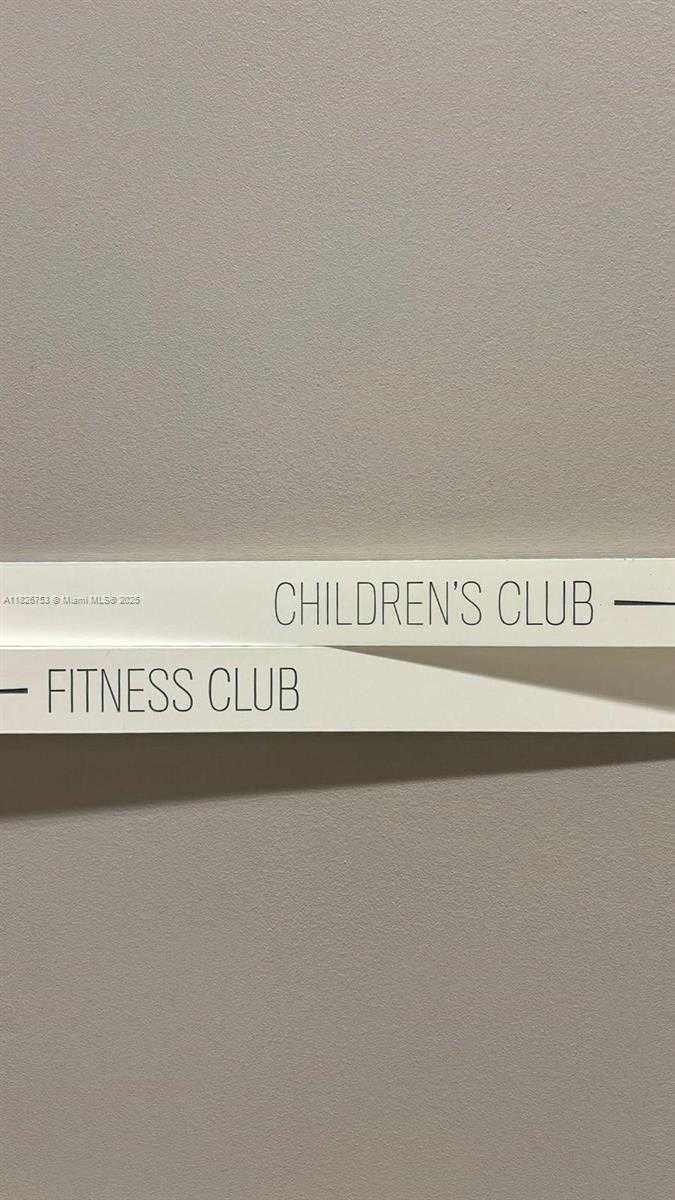 A11826753 © Miami MLS® 2025
CHILDREN'S CLUB
FITNESS CLUB